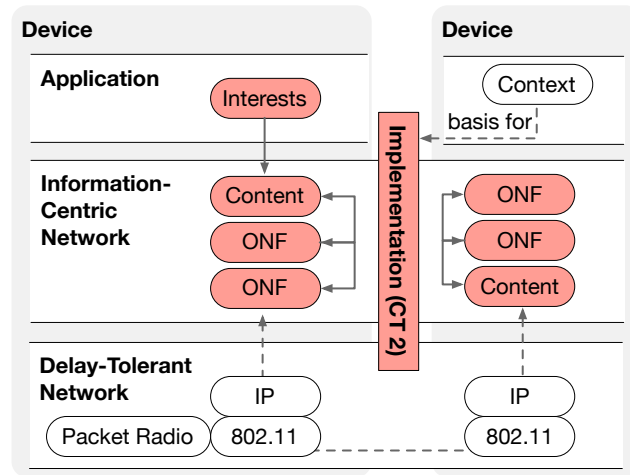 Device
Device
Application
Interests
Context
basis for
Implementation (CT 2)
Information-
Centric
Network
Content
ONF
ONF
ONF
ONF
Content
Delay-Tolerant
Network
IP
IP
Packet Radio
802.11
802.11